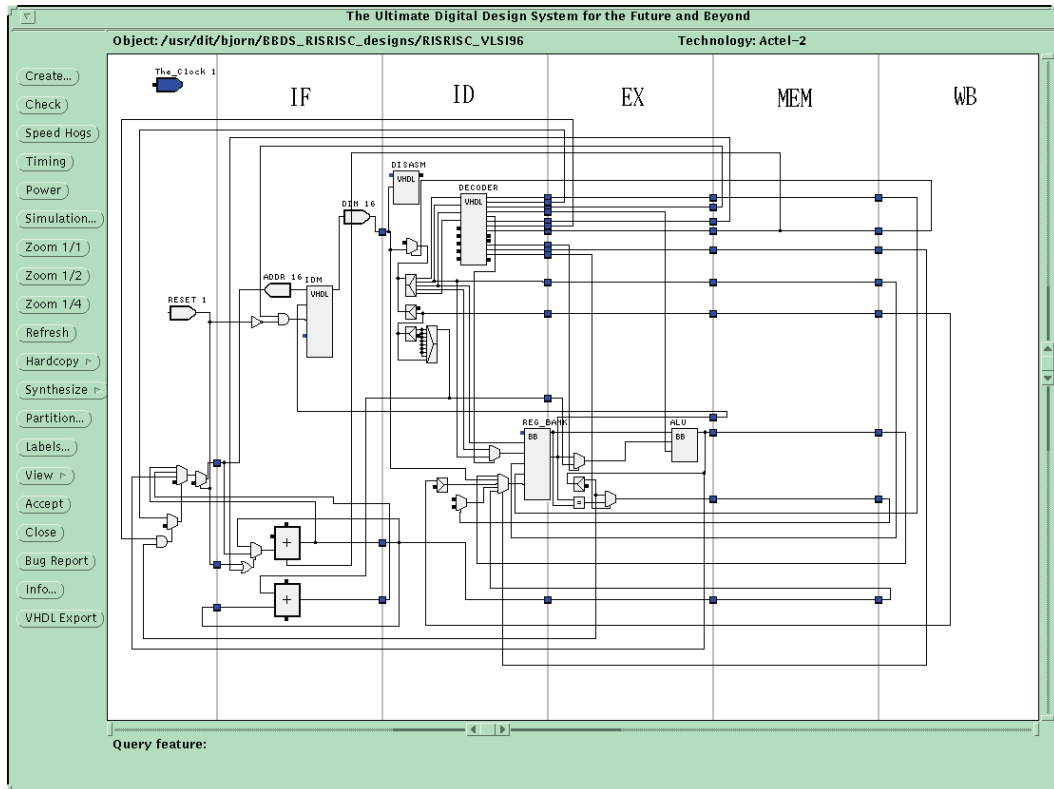 The Ultimate Digital Design System for the Future and Beyond
Object: /usr/dit/bjorn/BBDS_RISRISC_designs/RISRISC_VLSI96
Technology: Actel-2
Create...
Check
Speed Hogs
Timing
Power
Simulation...
Zoom 1/1
Zoom 1/2
Zoom 1/4
Refresh
Hardcopy
Synthesize
Partition...
Labels...
View
Accept
Close
Bug Report
Info...
VHDL Export
The_Clock 1
IF
ID
EX
MEM
WB
DISASM
VHDL
DECODER
VHDL
DIN 16
ADDR 16
IDM
VHDL
RESET 1
REG_BANK
BB
ALU
BB
=
+
+
Query feature: